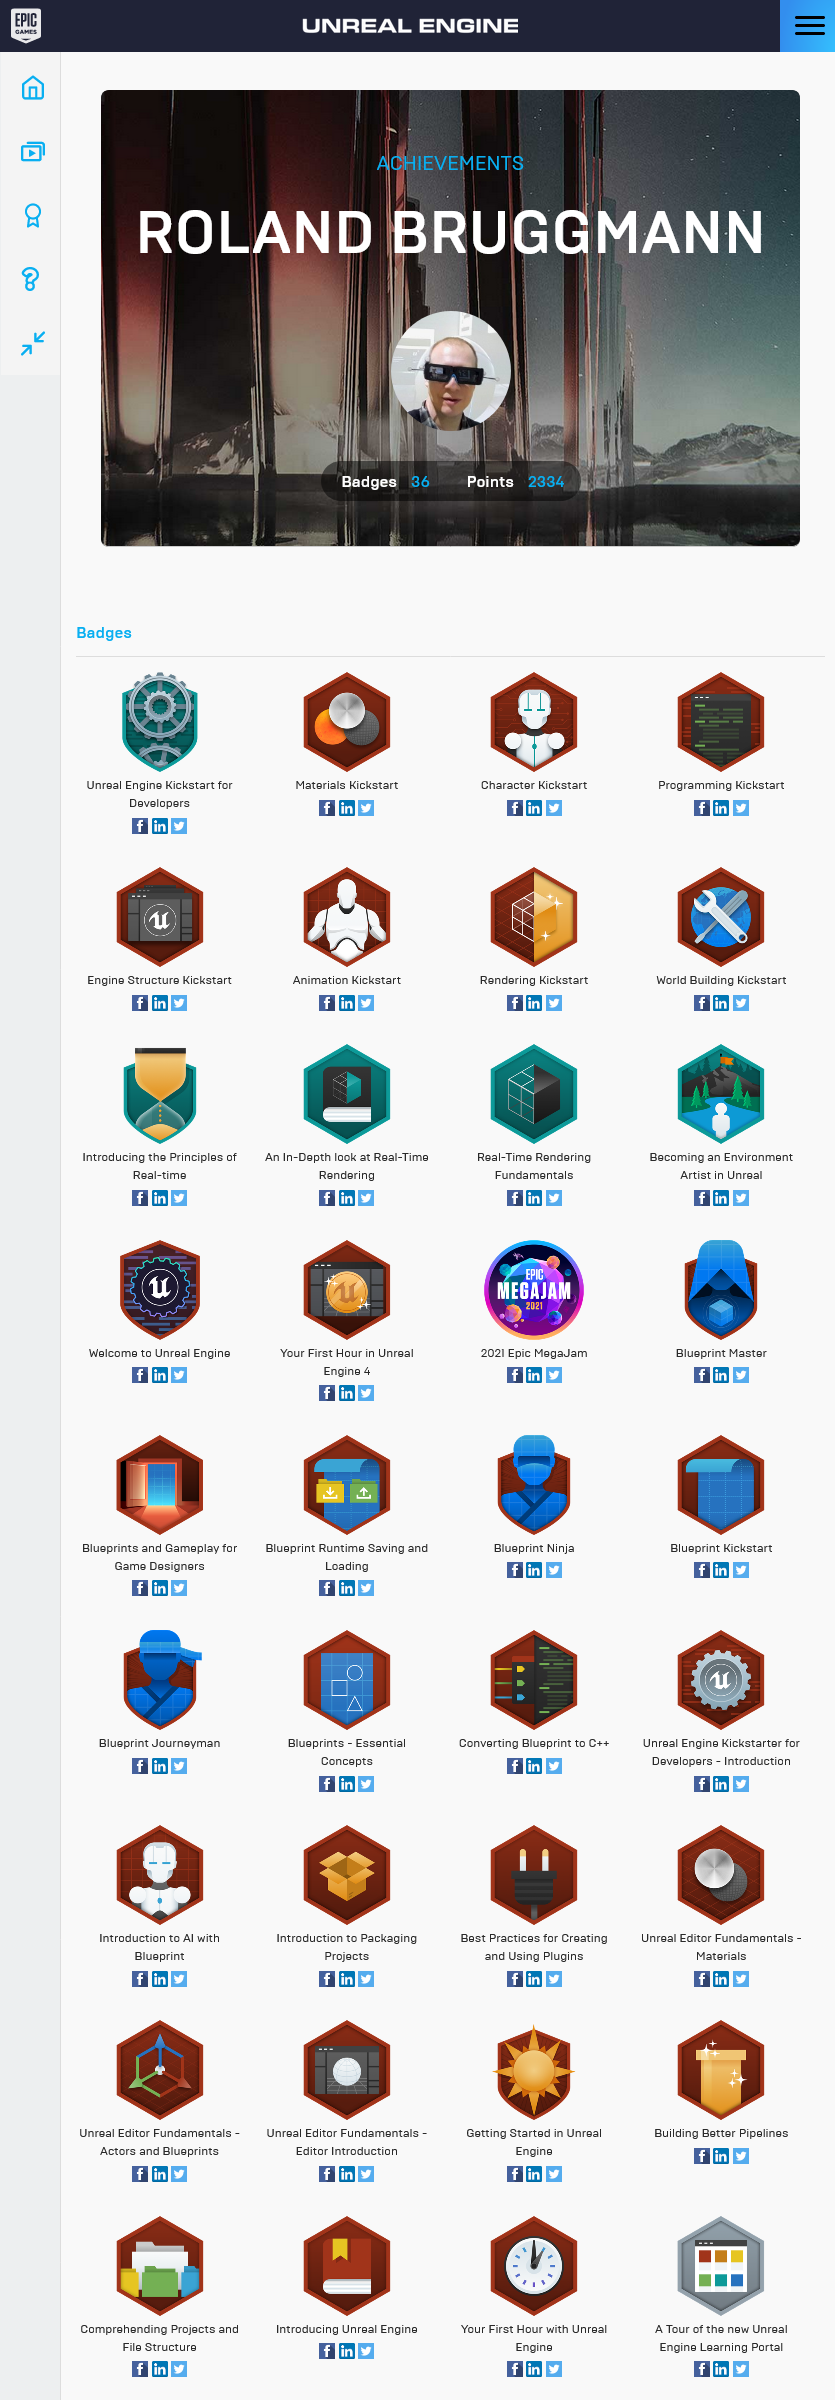 EPIC
GAMES
UNREAL ENGINE
ACHIEVEMENTS
ROLAND BRUGGMANN
Badges 36 Points 2334
Badges
Unreal Engine Kickstart for
Developers
Materials Kickstart
Character Kickstart
Programming Kickstart
Engine Structure Kickstart
Animation Kickstart
Rendering Kickstart
World Building Kickstart
Introducing the Principles of
Real-time
An In-Depth look at Real-Time
Rendering
Real-Time Rendering
Fundamentals
Becoming an Environment
Artist in Unreal
Welcome to Unreal Engine
Your First Hour in Unreal
Engine 4
EPIC
MEGAJAM
2021
2021 Epic MegaJam
Blueprint Master
Blueprints and Gameplay for
Game Designers
Blueprint Runtime Saving and
Loading
Blueprint Ninja
Blueprint Kickstart
Blueprint Journeyman
Blueprints - Essential
Concepts
Converting Blueprint to C++
Unreal Engine Kickstarter for
Developers - Introduction
Introduction to AI with
Blueprint
Introduction to Packaging
Projects
Best Practices for Creating
and Using Plugins
Unreal Editor Fundamentals -
Materials
Unreal Editor Fundamentals -
Actors and Blueprints
Unreal Editor Fundamentals -
Editor Introduction
Getting Started in Unreal
Engine
Building Better Pipelines
Comprehending Projects and
File Structure
Introducing Unreal Engine
Your First Hour with Unreal
Engine
A Tour of the new Unreal
Engine Learning Portal